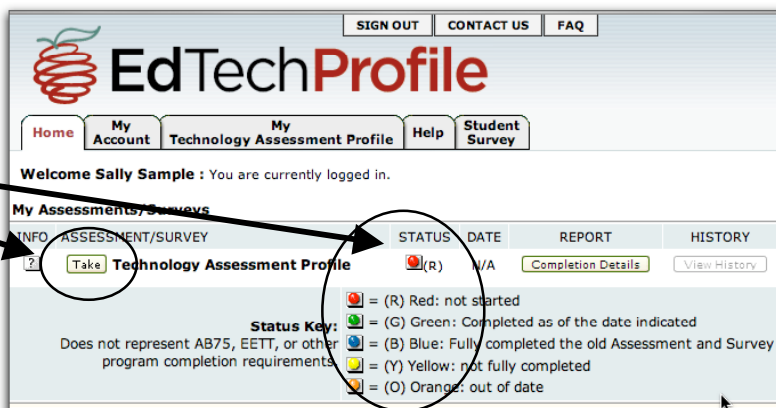 SIGN OUT CONTACT US FAQ
EdTechProfile
Home My Account My Technology Assessment Profile Help Student Survey
Welcome Sally Sample : You are currently logged in.
My Assessments/Surveys
INFO ASSESSMENT/SURVEY STATUS DATE REPORT HISTORY
? Take Technology Assessment Profile (R) N/A Completion Details View History
= (R) Red: not started
Status Key: = (G) Green: Completed as of the date indicated
Does not represent AB75, EETT, or other = (B) Blue: Fully completed the old Assessment and Survey
program completion requirements. = (Y) Yellow: not fully completed
= (O) Orange: out of date